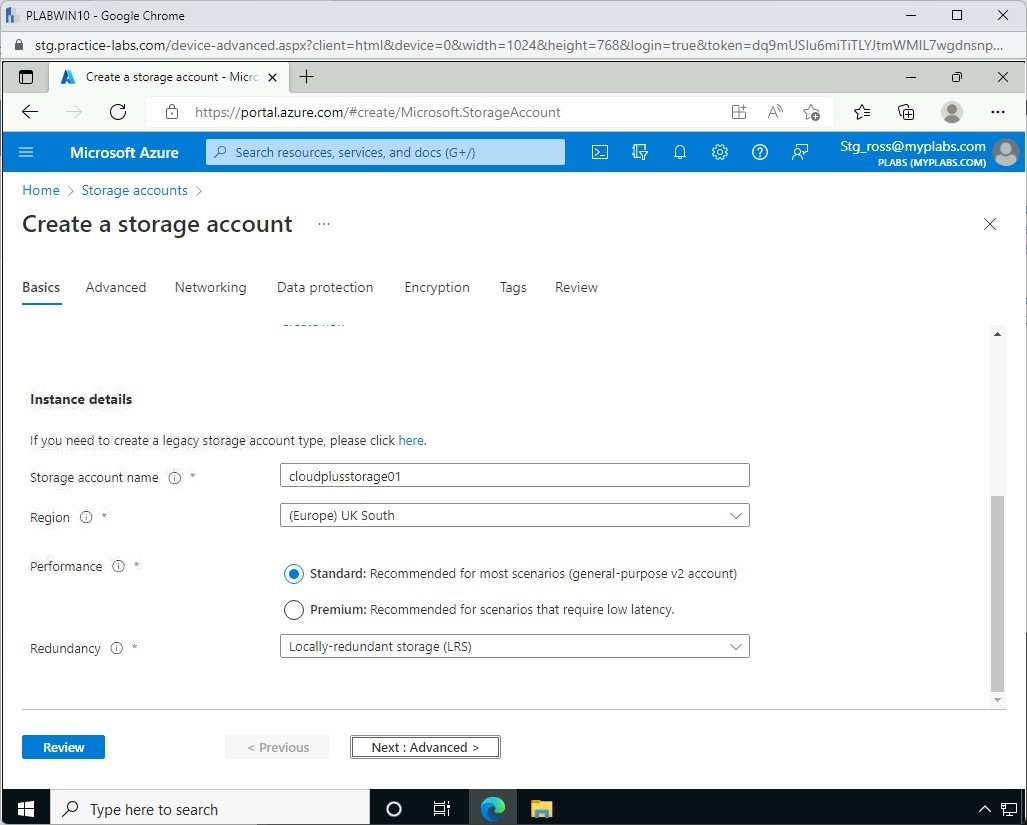 PLABWIN10 - Google Chrome
stg.practice-labs.com/device-advanced.aspx?client=html&device=0&width=1024&height=768&login=true&token=dq9mUSlu6miTiTLYJtmWMIL7wgdnsnp...
Create a storage account - Micro
https://portal.azure.com/#create/Microsoft.StorageAccount
Microsoft Azure
Search resources, services, and docs (G+/)
Stg_ross@myplabs.com
PLABS (MYPLABS.COM)
Home > Storage accounts >
Create a storage account ...
Basics Advanced Networking Data protection Encryption Tags Review
Instance details
If you need to create a legacy storage account type, please click here.
Storage account name * cloudplusstorage01
Region * (Europe) UK South
Performance *
Standard: Recommended for most scenarios (general-purpose v2 account)
Premium: Recommended for scenarios that require low latency.
Redundancy * Locally-redundant storage (LRS)
Review < Previous Next : Advanced >
Type here to search